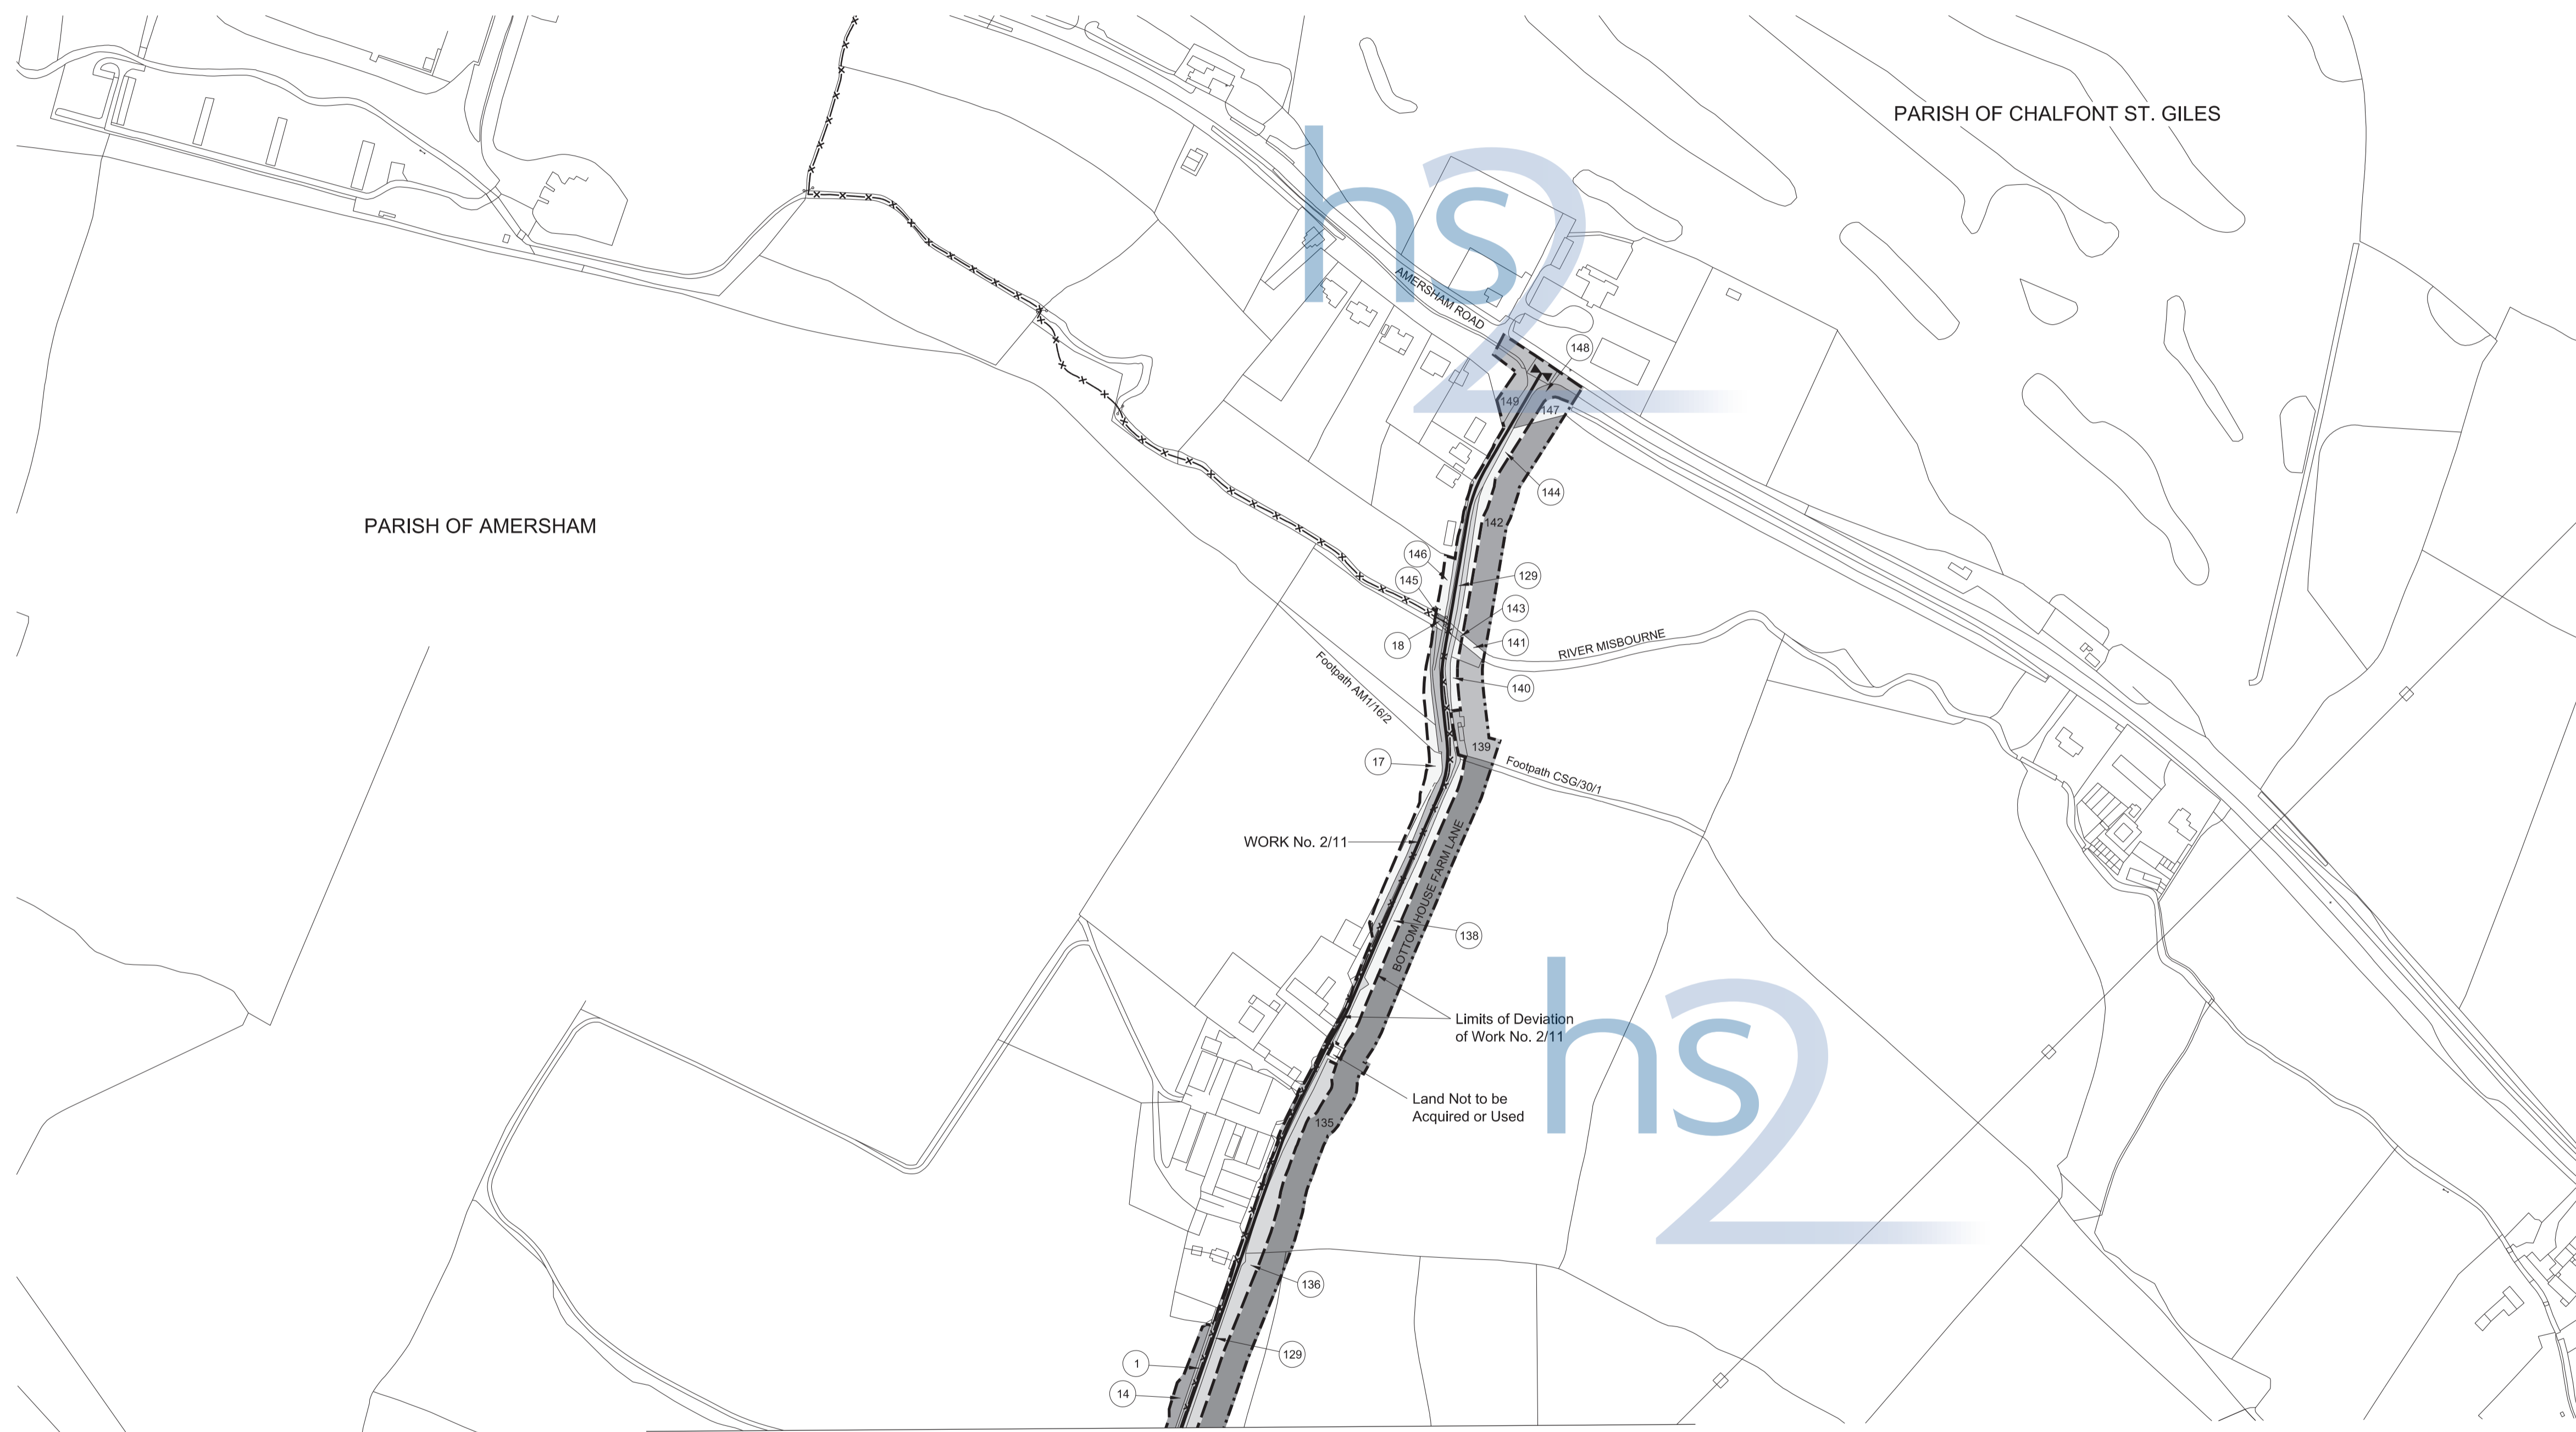 PARISH OF CHALFONT ST. GILES
hs2
AMERSHAM ROAD
148
149
147
144
PARISH OF AMERSHAM
142
146
129
145
143
18
141
RIVER MISBOURNE
140
Footpath AM1/16/2
139
17
Footpath CSG/30/1
WORK No. 2/11
BOTTOM HOUSE FARM LANE
138
hs2
Limits of Deviation
of Work No. 2/11
Land Not to be
Acquired or Used
135
136
129
1
14